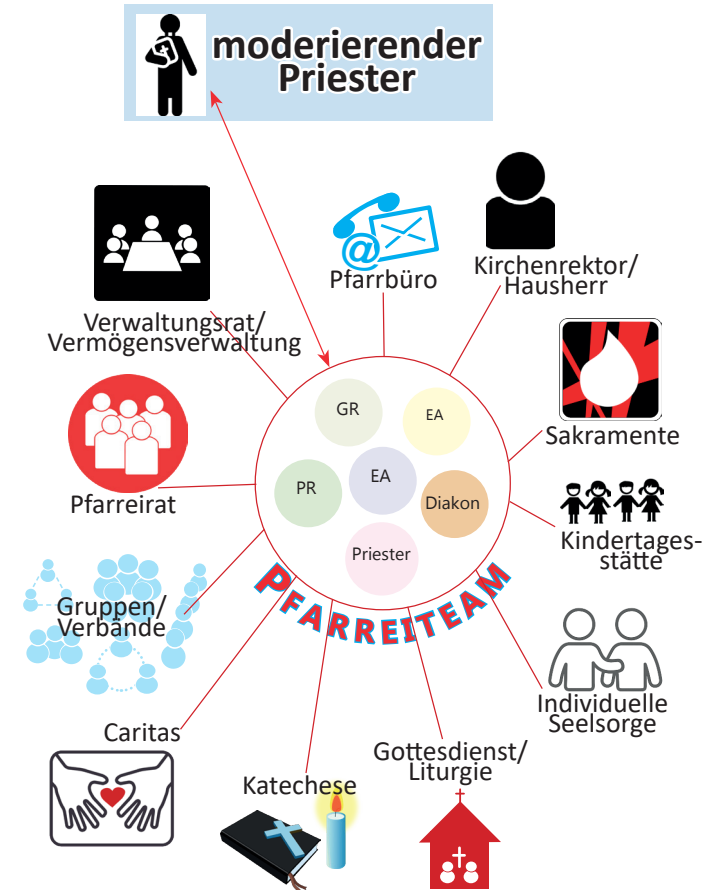 moderierender
Priester
Pfarrbüro
Kirchenrektor/
Hausherr
Verwaltungsrat/
Vermögensverwaltung
Sakramente
Pfarreirat
Kindertages-
stätte
Gruppen/
Verbände
Individuelle
Seelsorge
Caritas
Katechese
Gottesdienst/
Liturgie
GR
EA
PR
EA
Diakon
Priester
PFARREITEAM
@